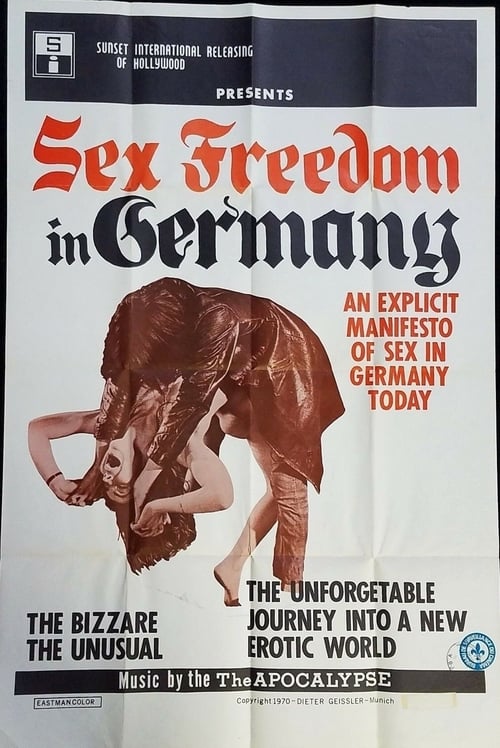 S
i
SUNSET INTERNATIONAL RELEASING
OF HOLLYWOOD
PRESENTS
Sex Freedom
in Germany
AN EXPLICIT
MANIFESTO
OF SEX IN
GERMANY
TODAY
THE BIZZARE
THE UNUSUAL
THE UNFORGETABLE
JOURNEY INTO A NEW
EROTIC WORLD
Music by the The APOCALYPSE
EASTMANCOLOR
Copyright 1970 - DIETER GEISSLER - Munich